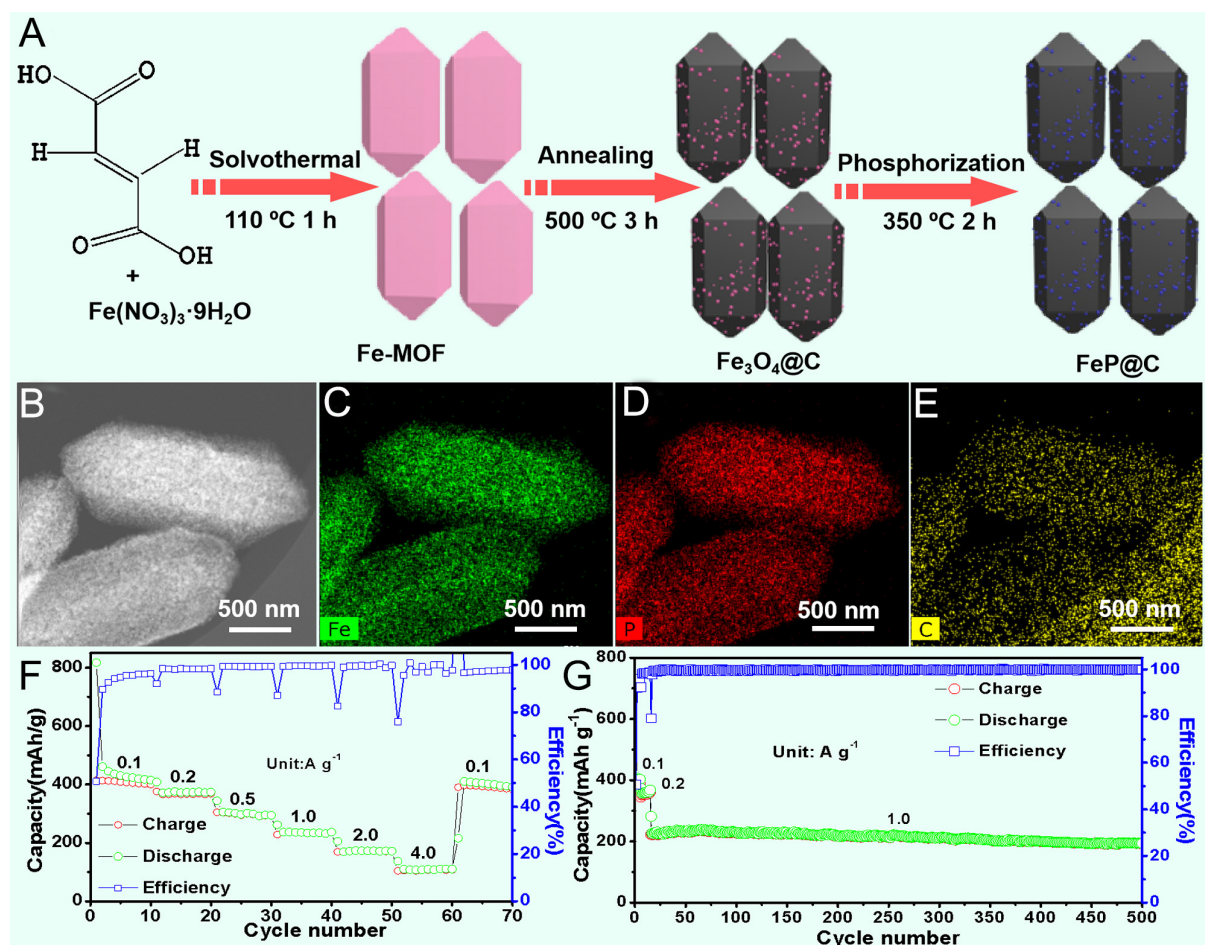 A
HO
O
H
H
O
OH
+
Fe(NO₃)₃·9H₂O
Solvothermal
110 ºC 1 h
Fe-MOF
Annealing
500 ºC 3 h
Fe₃O₄@C
Phosphorization
350 ºC 2 h
FeP@C
B
500 nm
C
500 nm
Fe
D
500 nm
P
E
500 nm
C
F
Capacity(mAh/g)
800
600
400
200
0
0.1
0.2
0.5
1.0
2.0
4.0
0.1
Unit:A g⁻¹
Charge
Discharge
Efficiency
100
80
60
40
20
0
Efficiency(%)
0 10 20 30 40 50 60 70
Cycle number
G
Capacity(mAh g⁻¹)
800
600
400
200
0
0.1
0.2
1.0
Unit: A g⁻¹
Charge
Discharge
Efficiency
100
80
60
40
20
0
Efficiency(%)
0 50 100 150 200 250 300 350 400 450 500
Cycle number